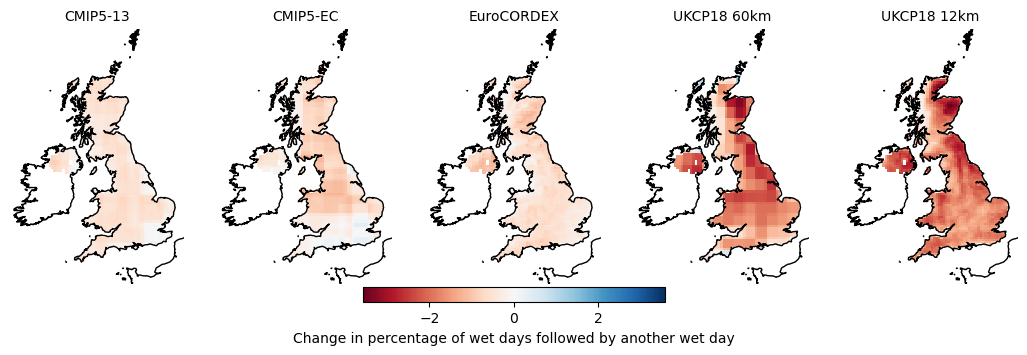 CMIP5-13
CMIP5-EC
EuroCORDEX
UKCP18 60km
UKCP18 12km
−2
0
2
Change in percentage of wet days followed by another wet day